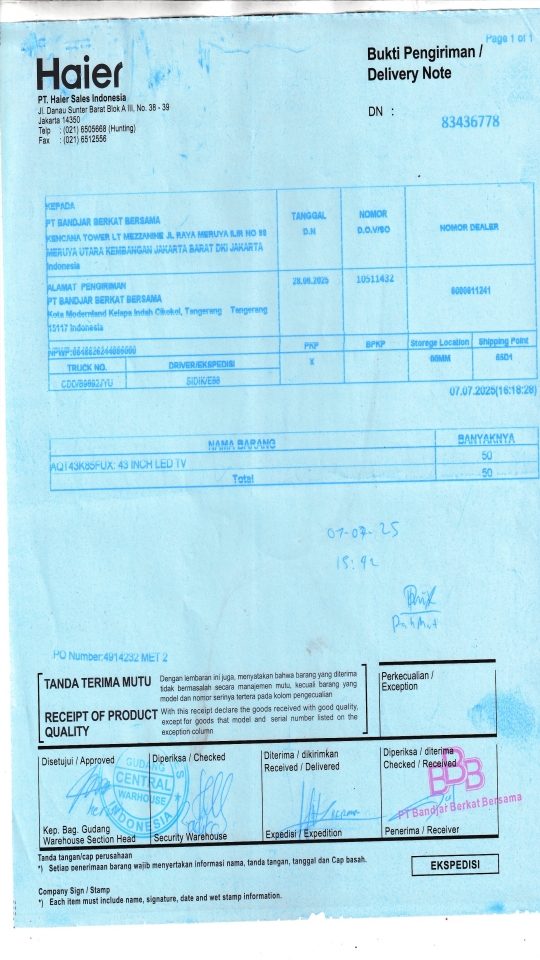 Page 1 of 1
Haier
PT. Haier Sales Indonesia
Jl. Danau Sunter Barat Blok A III, No. 38 - 39
Jakarta 14350
Telp : (021) 6505668 (Hunting)
Fax : (021) 6512556
Bukti Pengiriman /
Delivery Note
DN :
83436778
KEPADA
PT BANDJAR BERKAT BERSAMA
KENCANA TOWER LT MEZZANINE JL RAYA MERUYA ILIR NO 88
MERUYA UTARA KEMBANGAN JAKARTA BARAT DKI JAKARTA
Indonesia
TANGGAL
D.N
NOMOR
D.O.V/SO
NOMOR DEALER
ALAMAT PENGIRIMAN
PT BANDJAR BERKAT BERSAMA
Kota Modernland Kelapa Indah Cikokol, Tangerang Tangerang
15117 Indonesia
28.06.2025
10511432
8000611241
NPWP:
PKP
BPKP
Storage Location
Shipping Point
TRUCK NO.
DRIVER/EKSPEDISI
X
00MM
65D1
CDD/B9692JYU
SIDIK/E98
07.07.2025(16:18:28)
NAMA BARANG
BANYAKNYA
AQT43K85FUX: 43 INCH LED TV
50
Total
50
07-07-25
PO Number:4914232 MET 2
TANDA TERIMA MUTU
Dengan lembaran ini juga, menyatakan bahwa barang yang diterima
tidak bermasalah secara manajemen mutu, kecuali barang yang
model dan nomor serinya tertera pada kolom pengecualian
RECEIPT OF PRODUCT
QUALITY
With this receipt declare the goods received with good quality,
except for goods that model and serial number listed on the
exception column
Perkecualian /
Exception
Disetujui / Approved
Diperiksa / Checked
Diterima / dikirimkan
Received / Delivered
Diperiksa / diterima
Checked / Received
GUDANG
CENTRAL
WARHOUSE
INDONESIA
BBB
PT Bandjar Berkat Bersama
Kep. Bag. Gudang
Warehouse Section Head
Security Warehouse
Expedisi / Expedition
Penerima / Receiver
Tanda tangan/cap perusahaan
*) Setiap penerimaan barang wajib menyertakan informasi nama, tanda tangan, tanggal dan Cap basah.
EKSPEDISI
Company Sign / Stamp
*) Each item must include name, signature, date and wet stamp information.